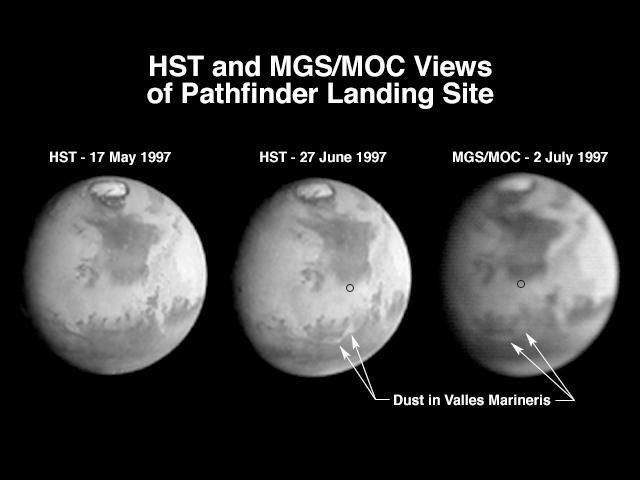 HST and MGS/MOC Views
of Pathfinder Landing Site
HST - 17 May 1997
HST - 27 June 1997
MGS/MOC - 2 July 1997
Dust in Valles Marineris